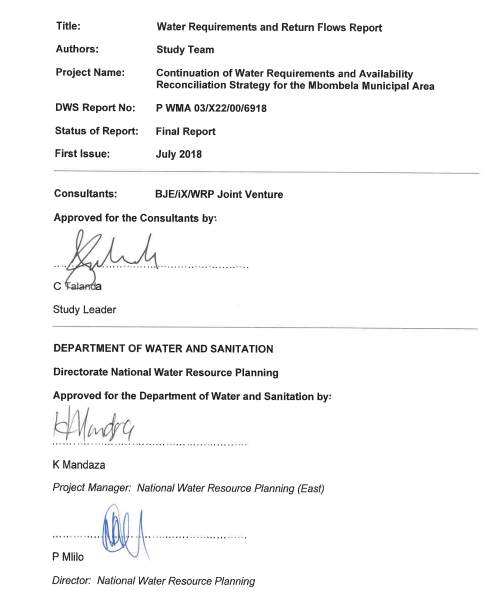 Title: Water Requirements and Return Flows Report
Authors: Study Team
Project Name: Continuation of Water Requirements and Availability
Reconciliation Strategy for the Mbombela Municipal Area
DWS Report No: P WMA 03/X22/00/6918
Status of Report: Final Report
First Issue: July 2018
Consultants: BJE/iX/WRP Joint Venture
Approved for the Consultants by:
C Talanda
Study Leader
DEPARTMENT OF WATER AND SANITATION
Directorate National Water Resource Planning
Approved for the Department of Water and Sanitation by:
K Mandaza
Project Manager: National Water Resource Planning (East)
P Mlilo
Director: National Water Resource Planning